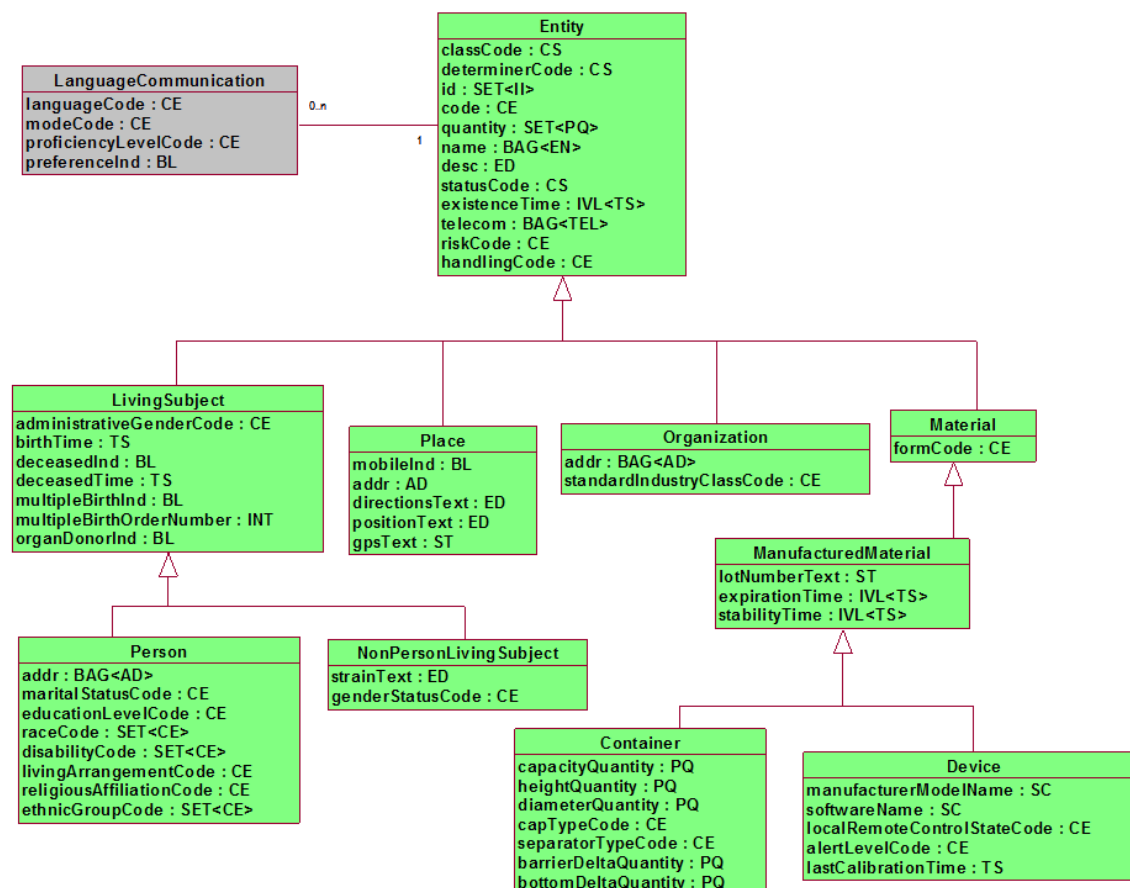 Entity
classCode : CS
determinerCode : CS
id : SET<II>
code : CE
quantity : SET<PQ>
name : BAG<EN>
desc : ED
statusCode : CS
existenceTime : IVL<TS>
telecom : BAG<TEL>
riskCode : CE
handlingCode : CE
LanguageCommunication
languageCode : CE
modeCode : CE
proficiencyLevelCode : CE
preferenceInd : BL
0..n
1
LivingSubject
administrativeGenderCode : CE
birthTime : TS
deceasedInd : BL
deceasedTime : TS
multipleBirthInd : BL
multipleBirthOrderNumber : INT
organDonorInd : BL
Place
mobileInd : BL
addr : AD
directionsText : ED
positionText : ED
gpsText : ST
Organization
addr : BAG<AD>
standardIndustryClassCode : CE
Material
formCode : CE
ManufacturedMaterial
lotNumberText : ST
expirationTime : IVL<TS>
stabilityTime : IVL<TS>
Person
addr : BAG<AD>
maritalStatusCode : CE
educationLevelCode : CE
raceCode : SET<CE>
disabilityCode : SET<CE>
livingArrangementCode : CE
religiousAffiliationCode : CE
ethnicGroupCode : SET<CE>
NonPersonLivingSubject
strainText : ED
genderStatusCode : CE
Container
capacityQuantity : PQ
heightQuantity : PQ
diameterQuantity : PQ
capTypeCode : CE
separatorTypeCode : CE
barrierDeltaQuantity : PQ
bottomDeltaQuantity : PQ
Device
manufacturerModelName : SC
softwareName : SC
localRemoteControlStateCode : CE
alertLevelCode : CE
lastCalibrationTime : TS